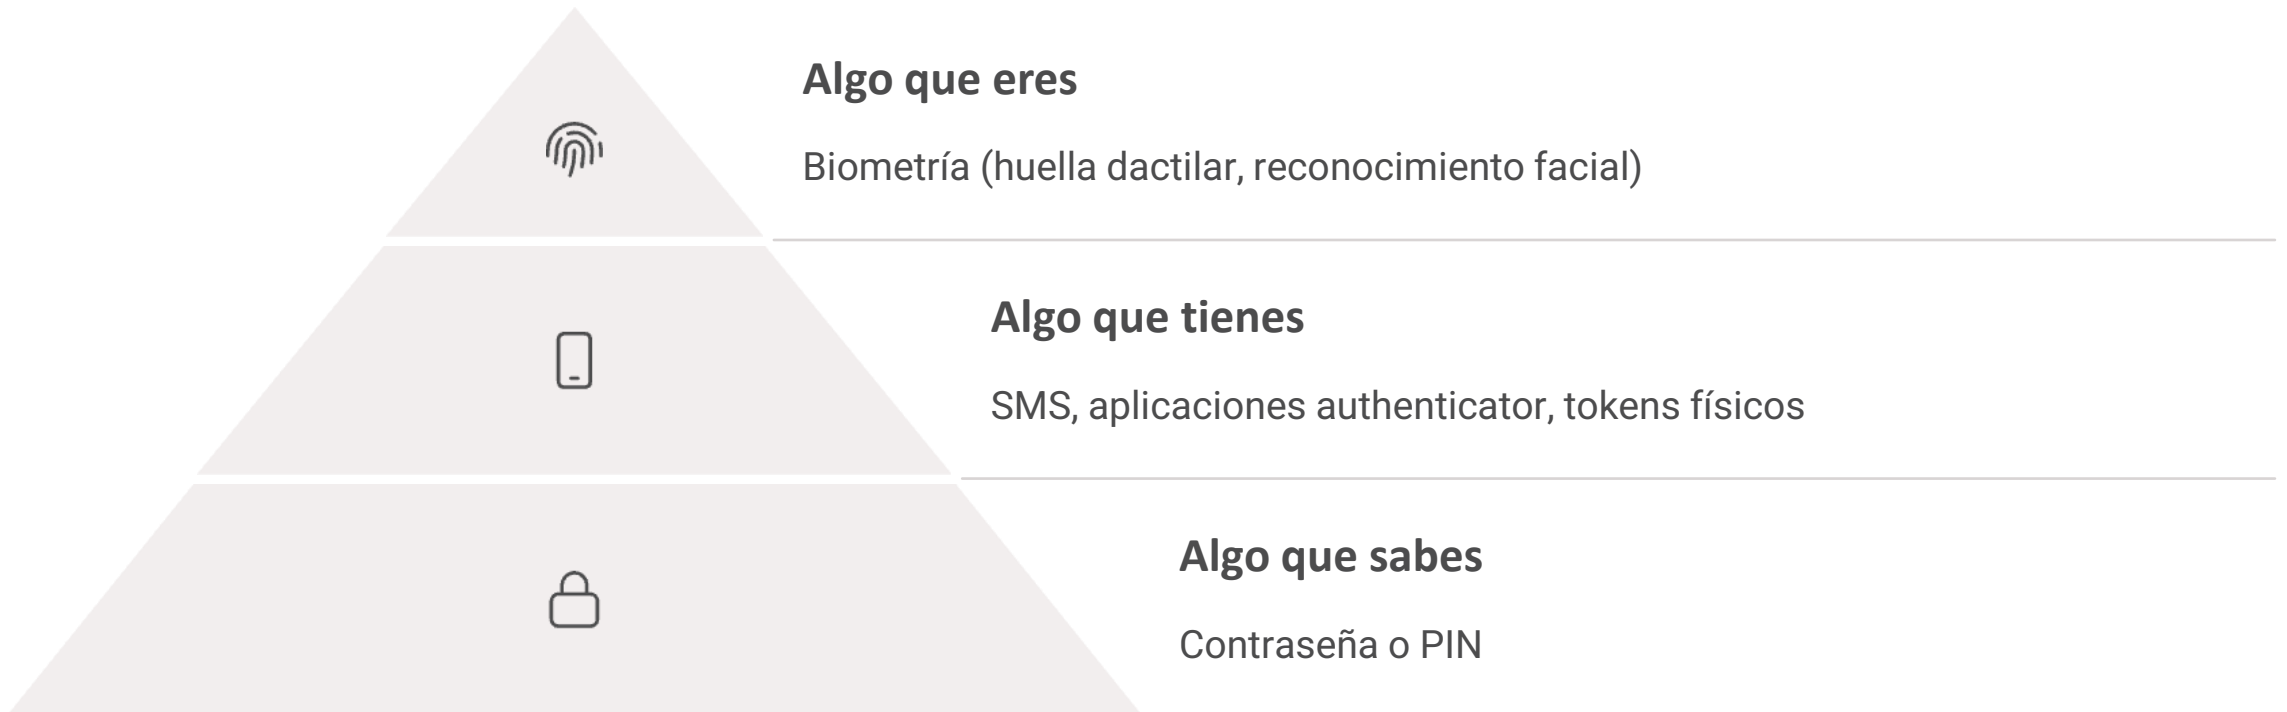 Algo que eres
Biometría (huella dactilar, reconocimiento facial)
Algo que tienes
SMS, aplicaciones authenticator, tokens físicos
Algo que sabes
Contraseña o PIN